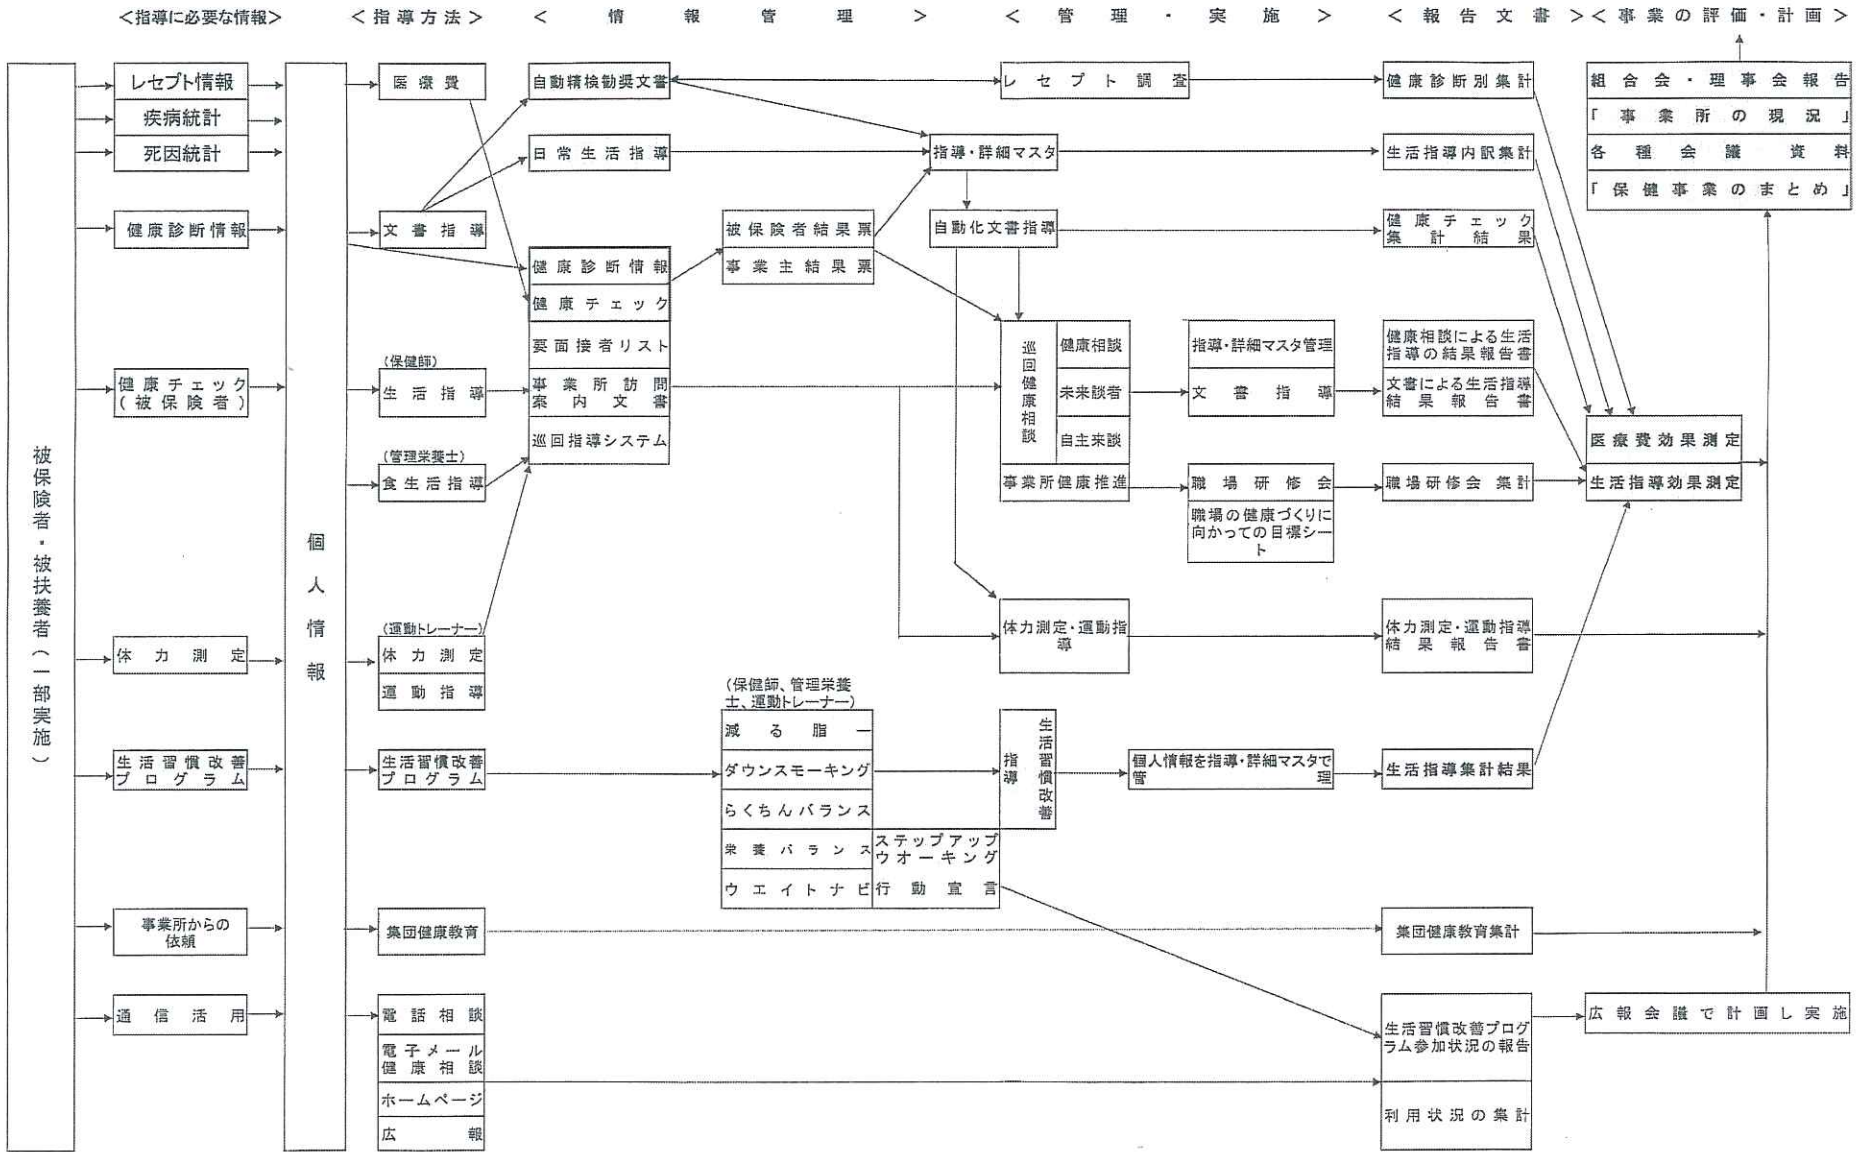 <指導に必要な情報>
<指導方法>
<情報管理>
<管理・実施>
<報告文書>
<事業の評価・計画>
被保険者・被扶養者(一部実施)
レセプト情報
疾病統計
死因統計
健康診断情報
健康チェック
(被保険者)
体力測定
生活習慣改善
プログラム
事業所からの
依頼
通信活用
個人情報
医療費
文書指導
(保健師)
生活指導
(管理栄養士)
食生活指導
(運動トレーナー)
体力測定
運動指導
生活習慣改善
プログラム
集団健康教育
電話相談
電子メール
健康相談
ホームページ
広報
自動精検勧奨文書
日常生活指導
健康診断情報
健康チェック
要面接者リスト
事業所訪問
案内文書
巡回指導システム
被保険者結果票
事業主結果票
(保健師、管理栄養
士、運動トレーナー)
減る脂ー
ダウンスモーキング
らくちんバランス
栄養バランス
ウエイトナビ
ステップアップ
ウオーキング
行動宣言
レセプト調査
指導・詳細マスタ
自動化文書指導
巡回健康相談
健康相談
未来談者
自主来談
事業所健康推進
指導・詳細マスタ管理
文書指導
職場研修会
職場の健康づくりに
向かっての目標シー
ト
体力測定・運動指
導
生活習慣改善
指導
個人情報を指導・詳細マスタで
管理
健康診断別集計
生活指導内訳集計
健康チェック
集計結果
健康相談による生活
指導の結果報告書
文書による生活指導
結果報告書
職場研修会 集計
体力測定・運動指導
結果報告書
生活指導集計結果
集団健康教育集計
生活習慣改善プログ
ラム参加状況の報告
利用状況の集計
組合会・理事会報告
「事業所の現況」
各種会議 資料
「保健事業のまとめ」
医療費効果測定
生活指導効果測定
広報会議で計画し実施